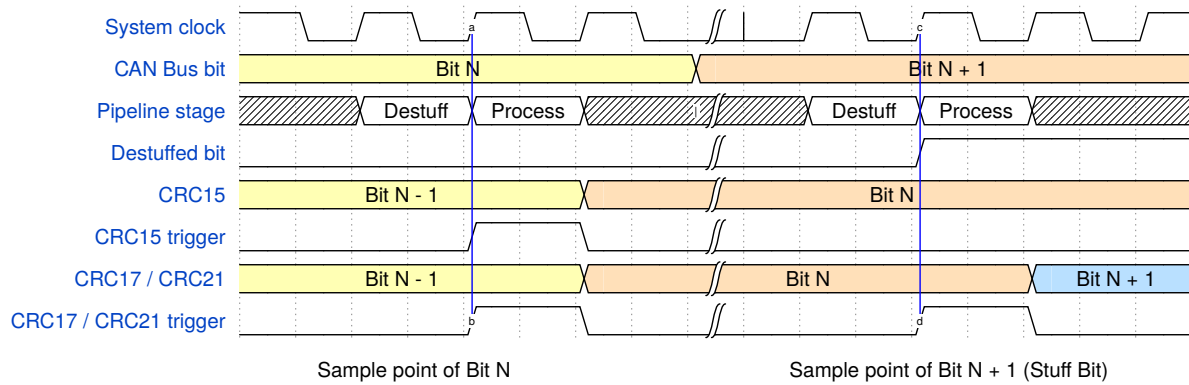 System clock a c
CAN Bus bit Bit N Bit N + 1
Pipeline stage Destuff Process Destuff Process
Destuffed bit
CRC15 Bit N - 1 Bit N
CRC15 trigger
CRC17 / CRC21 Bit N - 1 Bit N Bit N + 1
CRC17 / CRC21 trigger b d
Sample point of Bit N Sample point of Bit N + 1 (Stuff Bit)